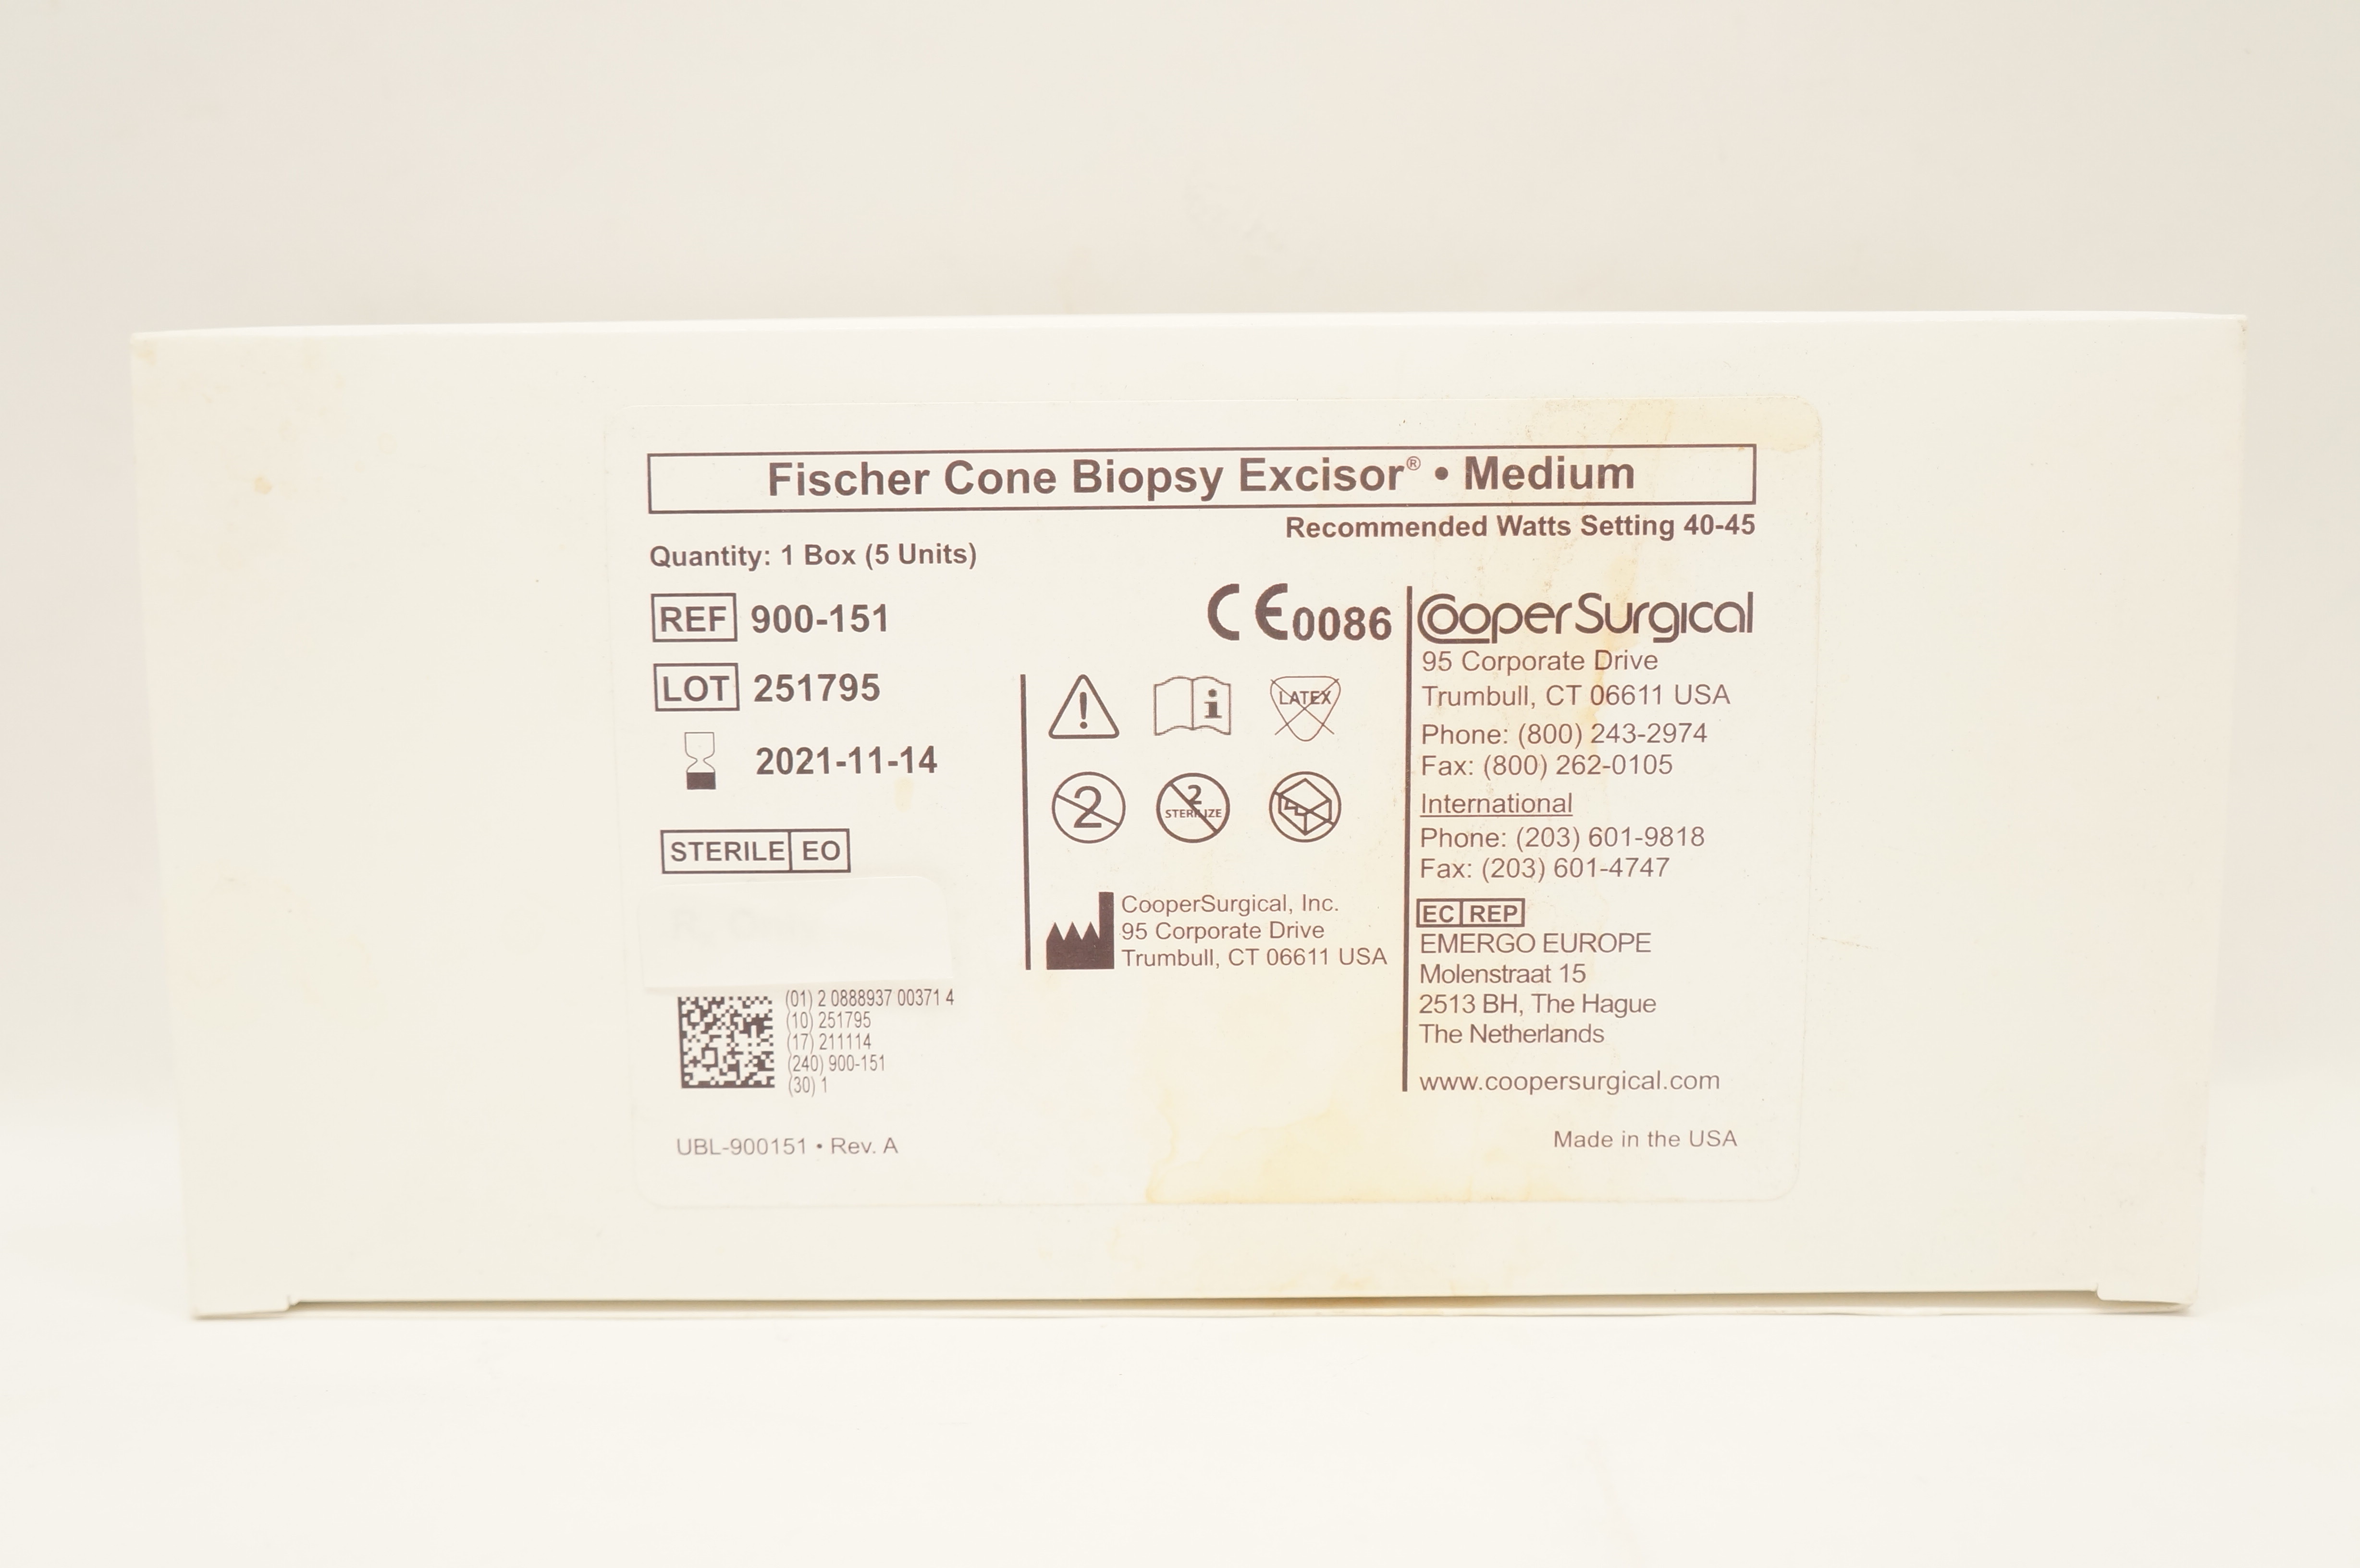 Fischer Cone Biopsy Excisor® • Medium
Recommended Watts Setting 40-45
Quantity: 1 Box (5 Units)
REF 900-151
LOT 251795
2021-11-14
STERILE EO
(01) 2 0888937 00371 4
(10) 251795
(17) 211114
(240) 900-151
(30) 1
UBL-900151 • Rev. A
CE 0086
LATEX
2
2
STERILIZE
CooperSurgical, Inc.
95 Corporate Drive
Trumbull, CT 06611 USA
CooperSurgical
95 Corporate Drive
Trumbull, CT 06611 USA
Phone: (800) 243-2974
Fax: (800) 262-0105
International
Phone: (203) 601-9818
Fax: (203) 601-4747
EC REP
EMERGO EUROPE
Molenstraat 15
2513 BH, The Hague
The Netherlands
www.coopersurgical.com
Made in the USA